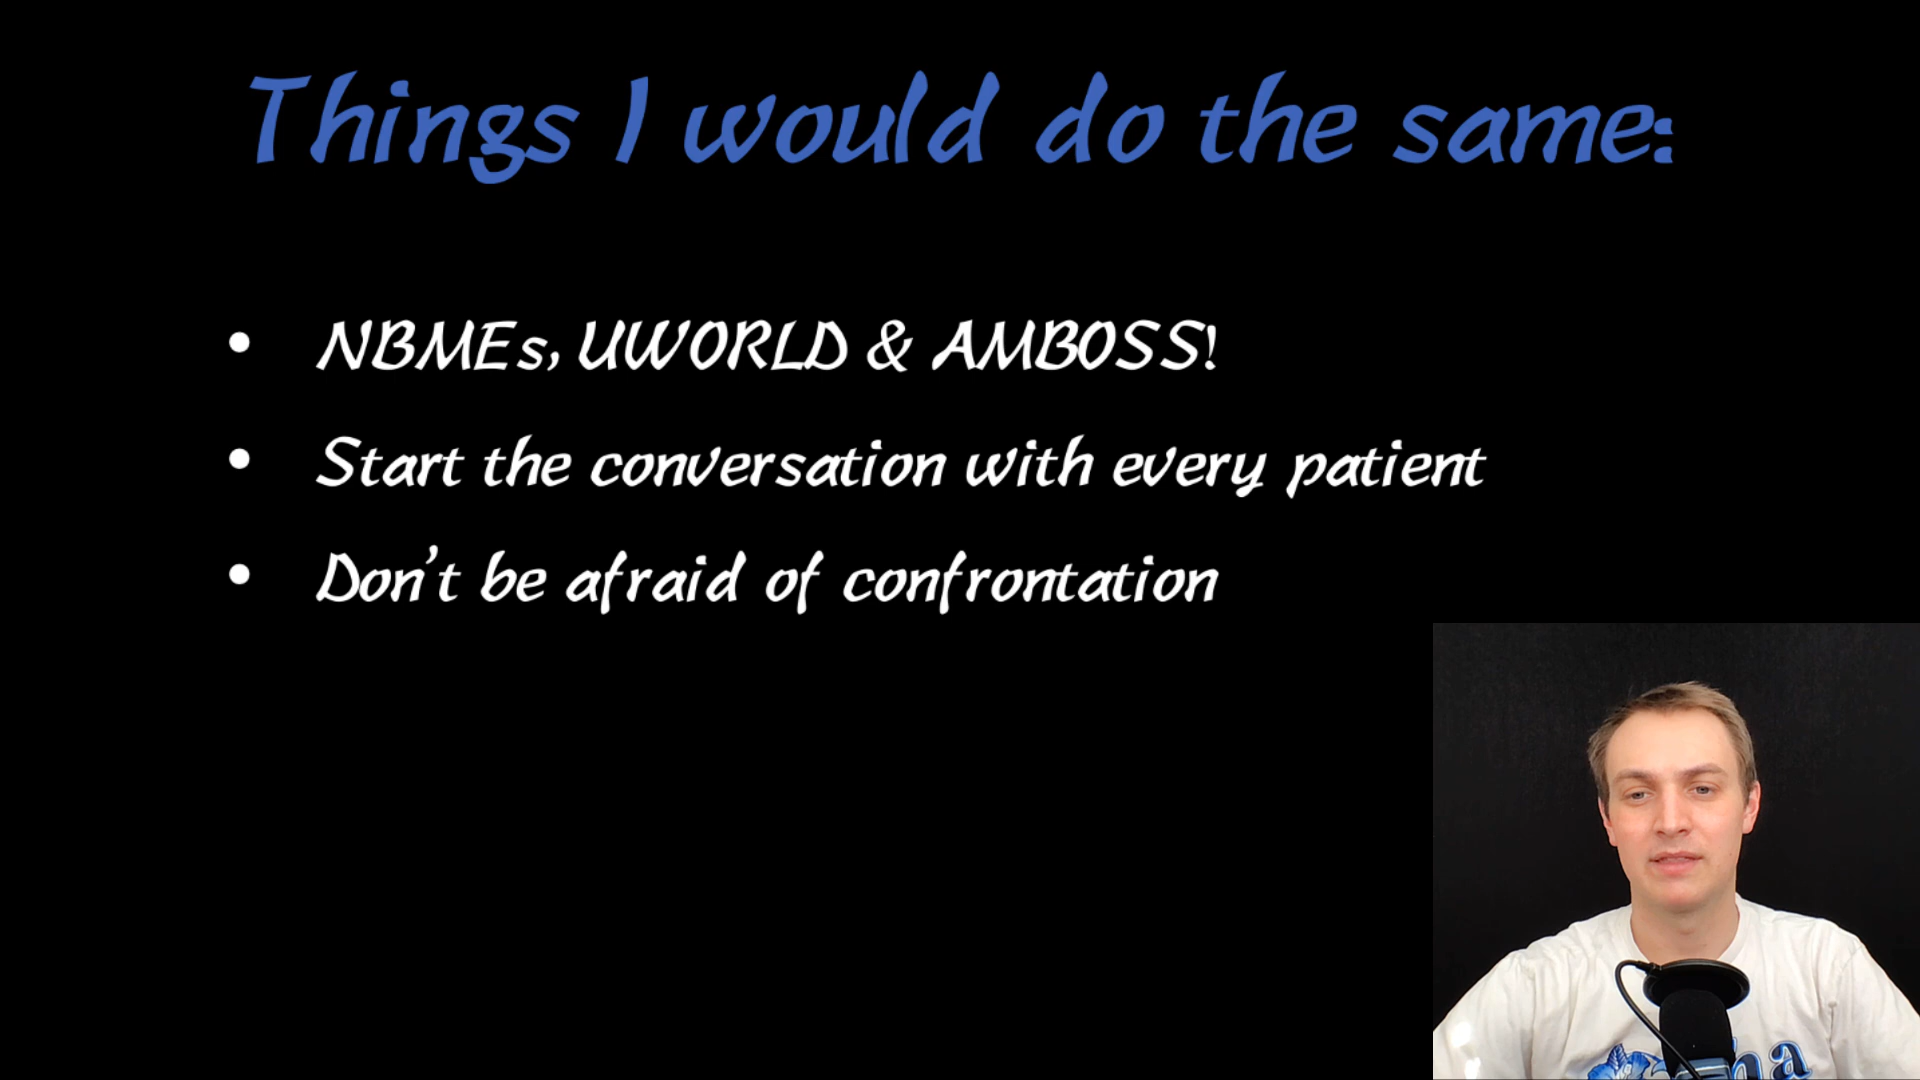 Things I would do the same:
• NBMEs, UWORLD & AMBOSS!
• Start the conversation with every patient
• Don't be afraid of confrontation